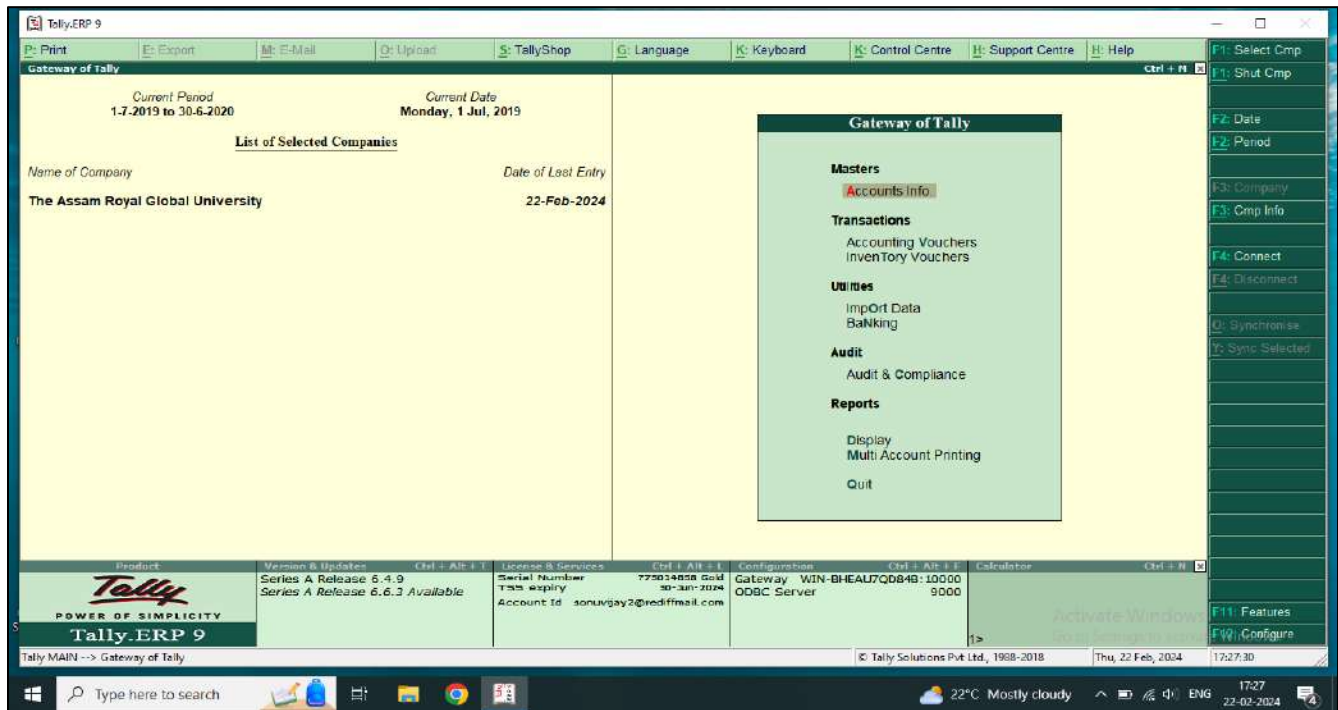 Tally.ERP 9
P: Print E: Export M: E-Mail O: Upload S: TallyShop G: Language K: Keyboard K: Control Centre H: Support Centre H: Help
F1: Select Cmp
Gateway of Tally Ctrl + M
F1: Shut Cmp
Current Period Current Date
1-7-2019 to 30-6-2020 Monday, 1 Jul, 2019
List of Selected Companies
Name of Company Date of Last Entry
The Assam Royal Global University 22-Feb-2024
Gateway of Tally
Masters
Accounts Info.
Transactions
Accounting Vouchers
InvenTory Vouchers
Utilities
ImpOrt Data
BaNking
Audit
Audit & Compliance
Reports
Display
Multi Account Printing
Quit
F2: Date
F2: Period
F3: Company
F3: Cmp Info
F4: Connect
F4: Disconnect
O: Synchronise
Y: Sync Selected
F11: Features
F12: Configure
Product
Tally
POWER OF SIMPLICITY
Tally.ERP 9
Version & Updates Ctrl + Alt + T
Series A Release 6.4.9
Series A Release 6.6.3 Available
License & Services Ctrl + Alt + L
Serial Number 775014858 Gold
TSS expiry 30-Jun-2024
Account Id sonuvijay2@rediffmail.com
Configuration Ctrl + Alt + F
Gateway WIN-BHEAU7QD84B:10000
ODBC Server 9000
Calculator Ctrl + N
1>
Activate Windows
Tally MAIN --> Gateway of Tally © Tally Solutions Pvt Ltd., 1988-2018 Thu, 22 Feb, 2024 17:27:30
Type here to search
22°C Mostly cloudy ENG 17:27
22-02-2024
4